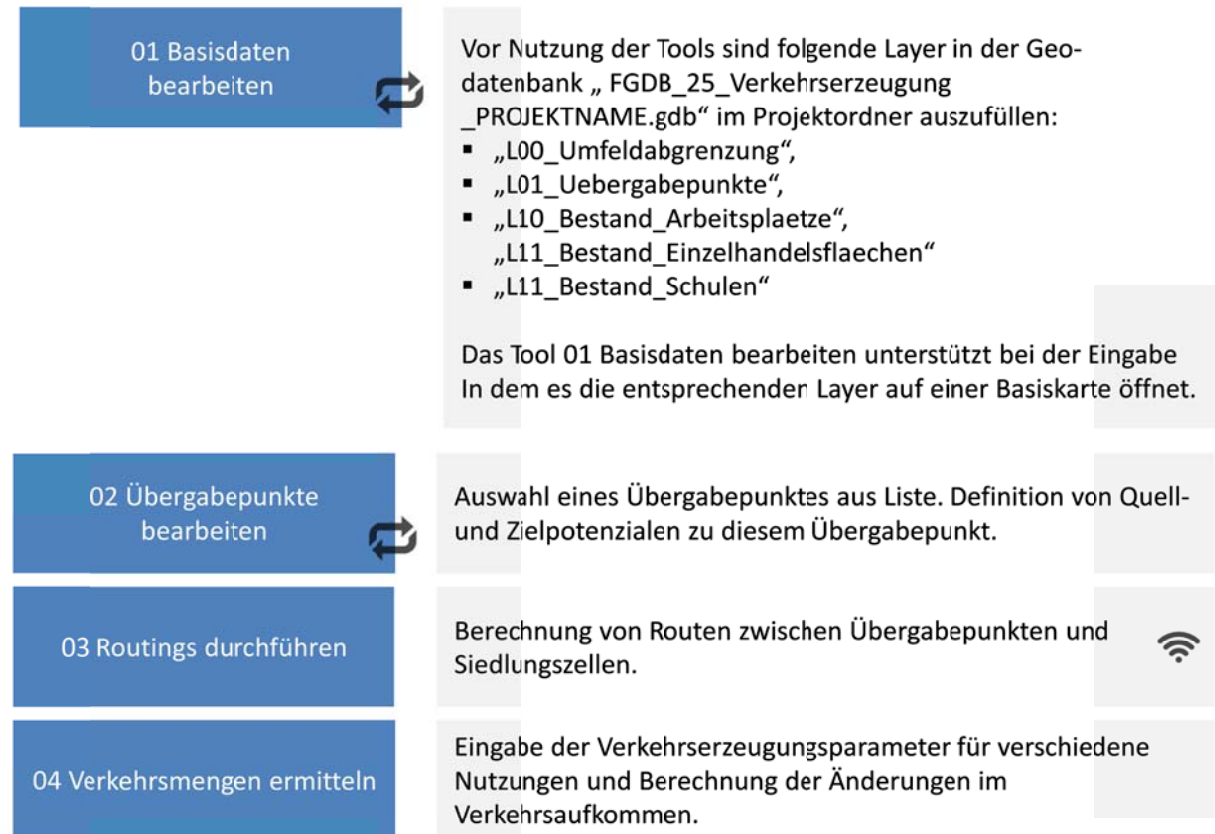 01 Basisdaten
bearbeiten
Vor Nutzung der Tools sind folgende Layer in der Geo-
datenbank „ FGDB_25_Verkehrserzeugung
_PROJEKTNAME.gdb“ im Projektordner auszufüllen:
▪ „L00_Umfeldabgrenzung“,
▪ „L01_Uebergabepunkte“,
▪ „L10_Bestand_Arbeitsplaetze“,
„L11_Bestand_Einzelhandelsflaechen“
▪ „L11_Bestand_Schulen“
Das Tool 01 Basisdaten bearbeiten unterstützt bei der Eingabe
In dem es die entsprechenden Layer auf einer Basiskarte öffnet.
02 Übergabepunkte
bearbeiten
Auswahl eines Übergabepunktes aus Liste. Definition von Quell-
und Zielpotenzialen zu diesem Übergabepunkt.
03 Routings durchführen
Berechnung von Routen zwischen Übergabepunkten und
Siedlungszellen.
04 Verkehrsmengen ermitteln
Eingabe der Verkehrserzeugungsparameter für verschiedene
Nutzungen und Berechnung der Änderungen im
Verkehrsaufkommen.